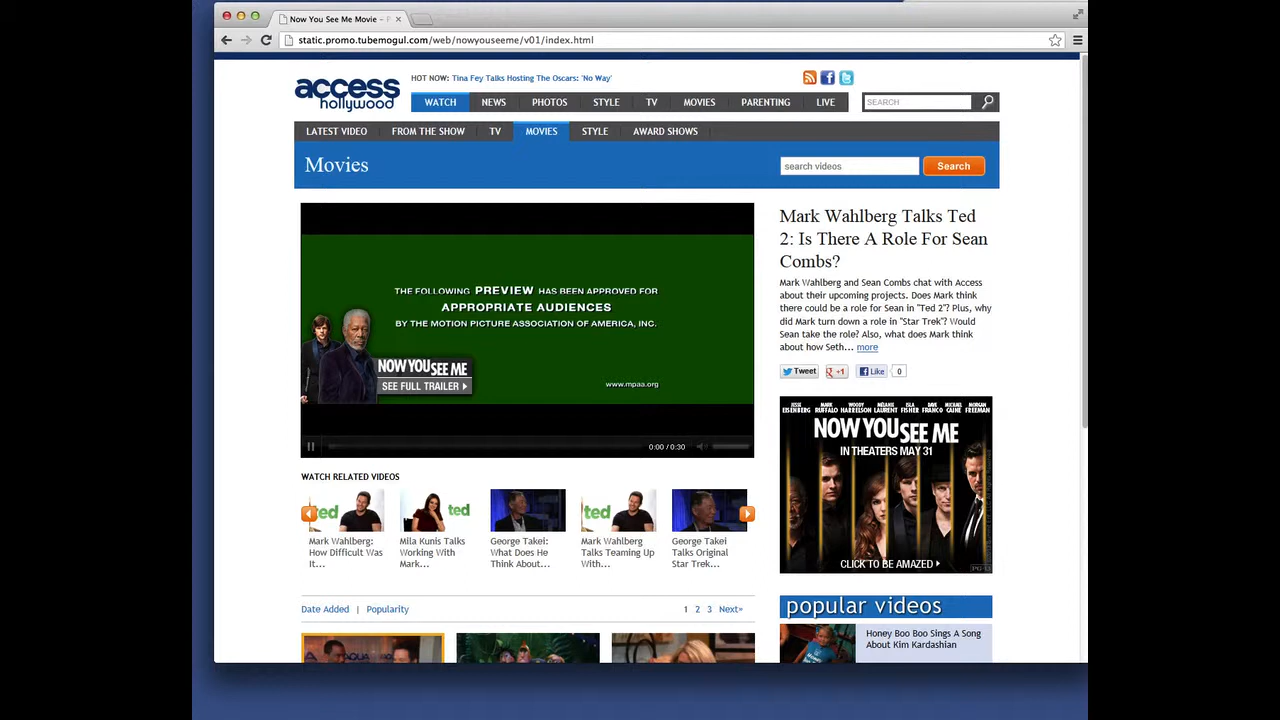 Now You See Me Movie - F
static.promo.tubemogul.com/web/nowyouseeme/v01/index.html
access
hollywood
HOT NOW: Tina Fey Talks Hosting The Oscars: 'No Way'
WATCH NEWS PHOTOS STYLE TV MOVIES PARENTING LIVE SEARCH
LATEST VIDEO FROM THE SHOW TV MOVIES STYLE AWARD SHOWS
Movies
search videos Search
THE FOLLOWING PREVIEW HAS BEEN APPROVED FOR
APPROPRIATE AUDIENCES
BY THE MOTION PICTURE ASSOCIATION OF AMERICA, INC.
NOW YOU SEE ME
SEE FULL TRAILER
www.mpaa.org
0:00 / 0:30
Mark Wahlberg Talks Ted
2: Is There A Role For Sean
Combs?
Mark Wahlberg and Sean Combs chat with Access
about their upcoming projects. Does Mark think
there could be a role for Sean in "Ted 2"? Plus, why
did Mark turn down a role in "Star Trek"? Would
Sean take the role? Also, what does Mark think
about how Seth... more
Tweet +1 Like 0
JESSE EISENBERG MARK RUFFALO WOODY HARRELSON MÉLANIE LAURENT ISLA FISHER DAVE FRANCO MICHAEL CAINE MORGAN FREEMAN
NOW YOU SEE ME
IN THEATERS MAY 31
CLICK TO BE AMAZED
PG-13
WATCH RELATED VIDEOS
ted ted ted
Mark Wahlberg:
How Difficult Was
It...
Mila Kunis Talks
Working With
Mark...
George Takei:
What Does He
Think About...
Mark Wahlberg
Talks Teaming Up
With...
George Takei
Talks Original
Star Trek...
Date Added | Popularity
1 2 3 Next»
popular videos
Honey Boo Boo Sings A Song
About Kim Kardashian